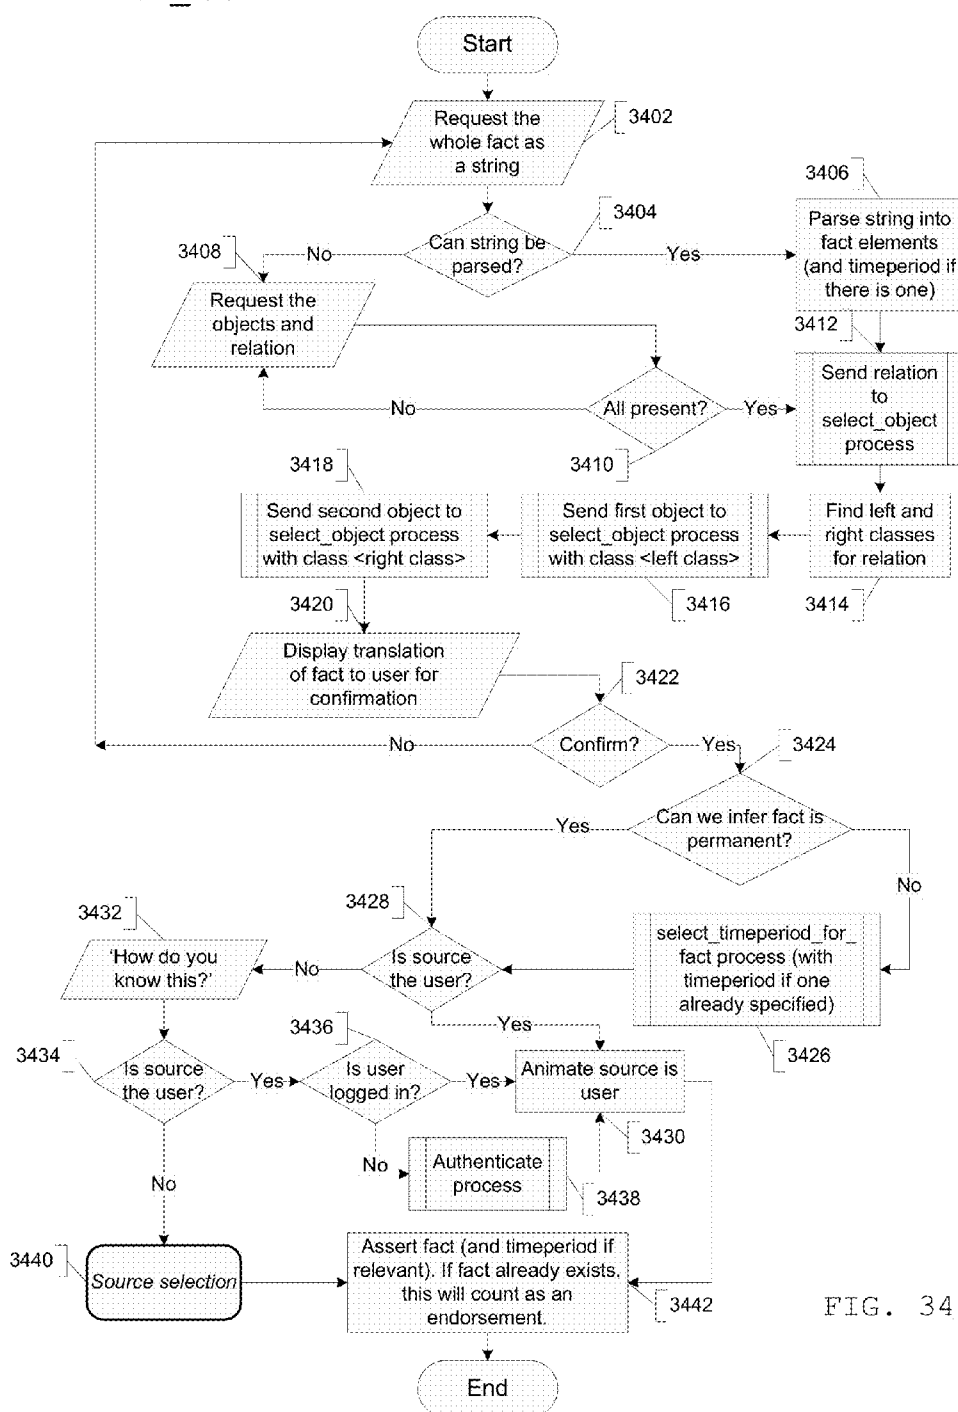 Start
Request the
whole fact as
a string
3402
3404
3406
Can string be
parsed?
No
Yes
Parse string into
fact elements
(and timeperiod if
there is one)
3408
Request the
objects and
relation
3412
Send relation
to
select_object
process
All present?
No
Yes
3410
3418
Send second object to
select_object process
with class <right class>
Send first object to
select_object process
with class <left class>
Find left and
right classes
for relation
3416
3414
3420
Display translation
of fact to user for
confirmation
3422
Confirm?
No
Yes
3424
Can we infer fact is
permanent?
Yes
No
3428
select_timeperiod_for_
fact process (with
timeperiod if one
already specified)
3426
3432
'How do you
know this?'
No
Is source
the user?
Yes
3434
Is source
the user?
Yes
3436
Is user
logged in?
Yes
Animate source is
user
3430
No
No
Authenticate
process
3438
3440
Source selection
Assert fact (and timeperiod if
relevant). If fact already exists,
this will count as an
endorsement.
3442
FIG. 34
End